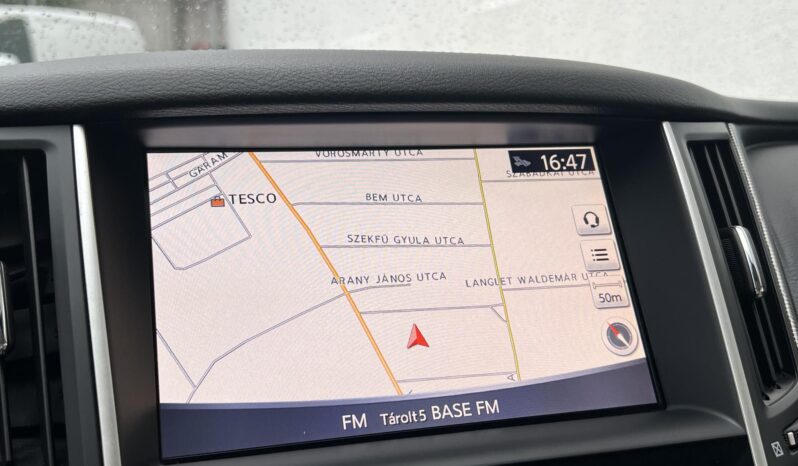 VÖRÖSMARTY UTCA
16:47
GARAM
SZABADKAI UTCA
TESCO
BEM UTCA
SZEKFŰ GYULA UTCA
ARANY JÁNOS UTCA
LANGLET WALDEMÁR UTCA
50m
A
FM Tárolt5 BASE FM